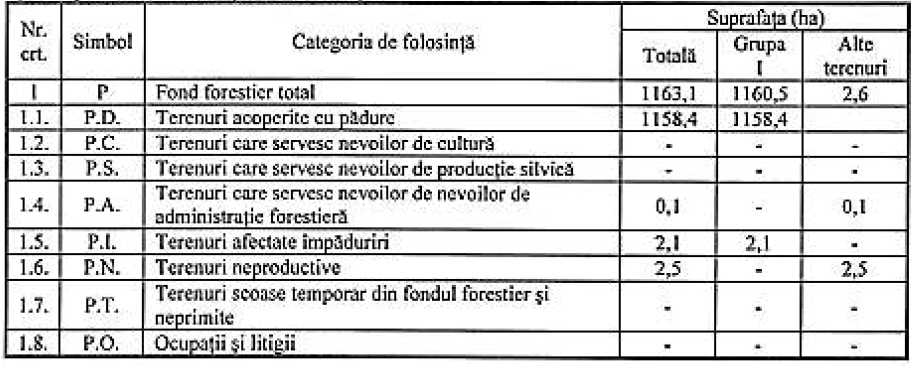 Nr. crt. Simbol Categoria de folosință Suprafața (ha)
Totală Grupa I Alte terenuri
1 P Fond forestier total 1163,1 1160,5 2,6
1.1. P.D. Terenuri acoperite cu pădure 1158,4 1158,4
1.2. P.C. Terenuri care servesc nevoilor de cultură - - -
1.3. P.S. Terenuri care servesc nevoilor de producție silvică - - -
1.4. P.A. Terenuri care servesc nevoilor de nevoilor de
administrație forestieră 0,1 - 0,1
1.5. P.I. Terenuri afectate împăduriri 2,1 2,1 -
1.6. P.N. Terenuri neproductive 2,5 - 2,5
1.7. P.T. Terenuri scoase temporar din fondul forestier și
neprimite - - -
1.8. P.O. Ocupații și litigii - - -